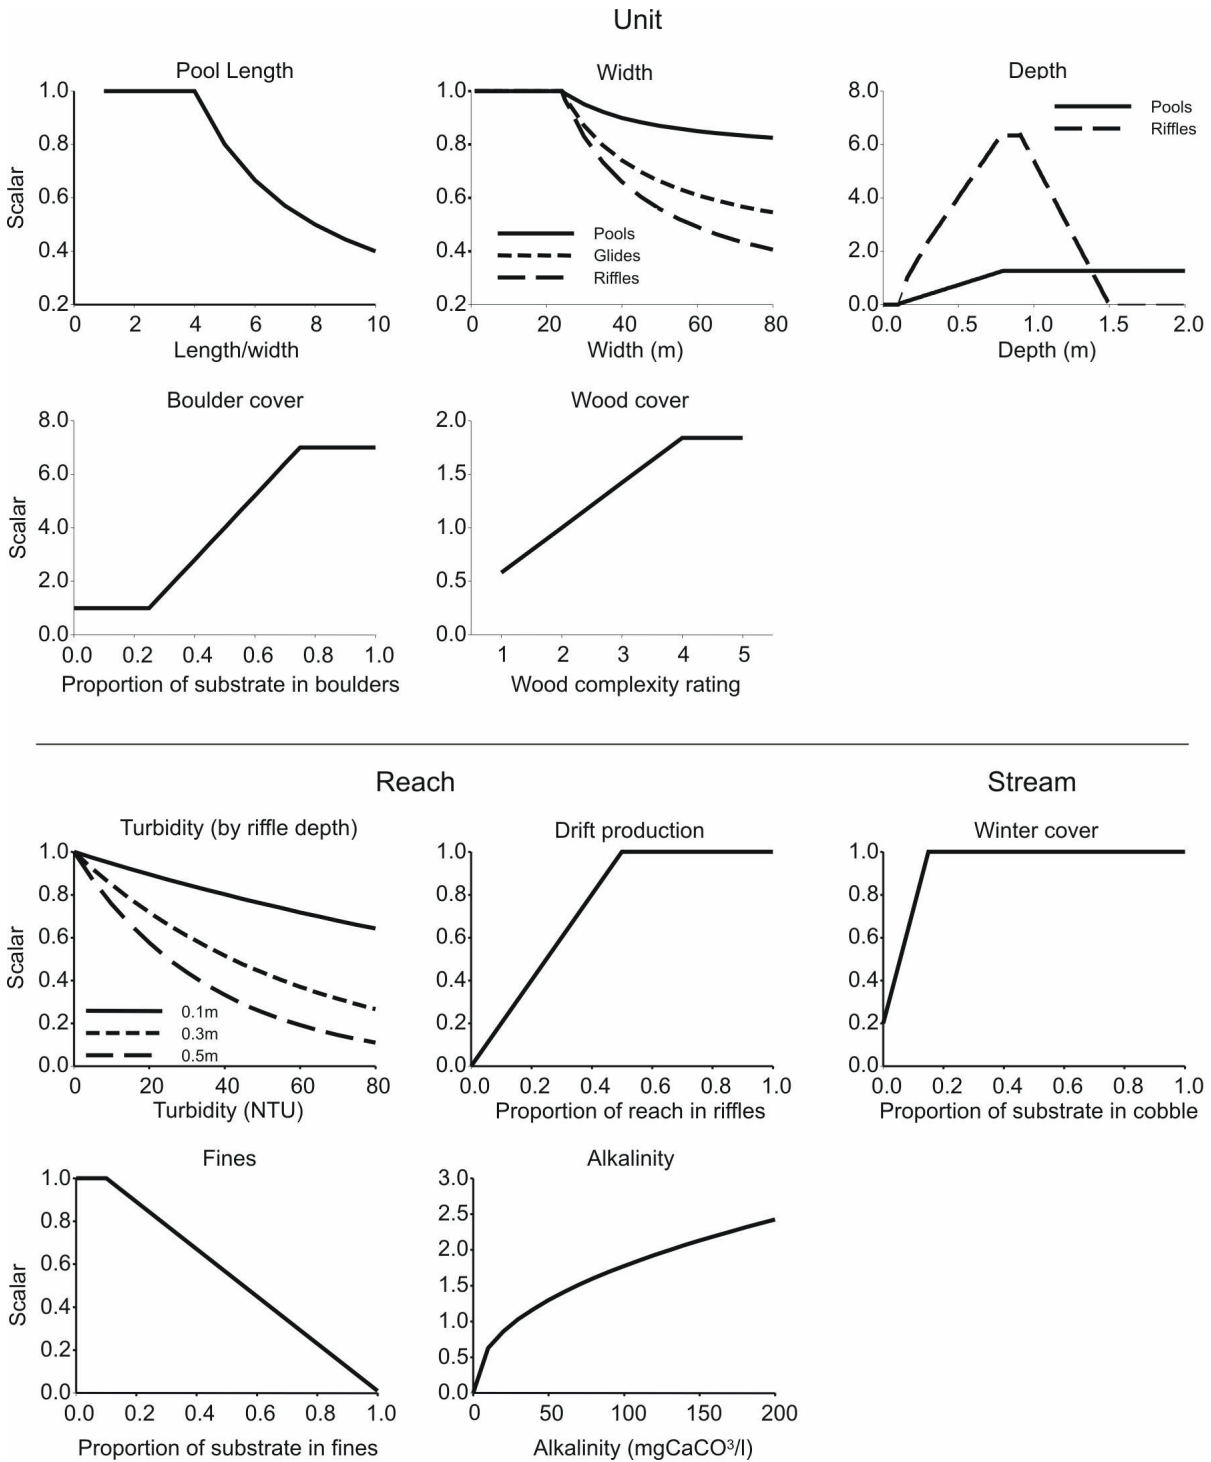 Unit
Pool Length
Scalar
1.0
0.8
0.6
0.4
0.2
0 2 4 6 8 10
Length/width
Width
1.0
0.8
0.6
0.4
0.2
Pools
Glides
Riffles
0 20 40 60 80
Width (m)
Depth
8.0
6.0
4.0
2.0
0.0
Pools
Riffles
0.0 0.5 1.0 1.5 2.0
Depth (m)
Boulder cover
Scalar
8.0
6.0
4.0
2.0
0.0
0.0 0.2 0.4 0.6 0.8 1.0
Proportion of substrate in boulders
Wood cover
2.0
1.5
1.0
0.5
0.0
1 2 3 4 5
Wood complexity rating
Reach
Stream
Turbidity (by riffle depth)
Scalar
1.0
0.8
0.6
0.4
0.2
0.0
0.1m
0.3m
0.5m
0 20 40 60 80
Turbidity (NTU)
Drift production
1.0
0.8
0.6
0.4
0.2
0.0
0.0 0.2 0.4 0.6 0.8 1.0
Proportion of reach in riffles
Winter cover
1.0
0.8
0.6
0.4
0.2
0.0
0.0 0.2 0.4 0.6 0.8 1.0
Proportion of substrate in cobble
Fines
Scalar
1.0
0.8
0.6
0.4
0.2
0.0
0.0 0.2 0.4 0.6 0.8 1.0
Proportion of substrate in fines
Alkalinity
3.0
2.5
2.0
1.5
1.0
0.5
0.0
0 50 100 150 200
Alkalinity (mgCaCO³/l)